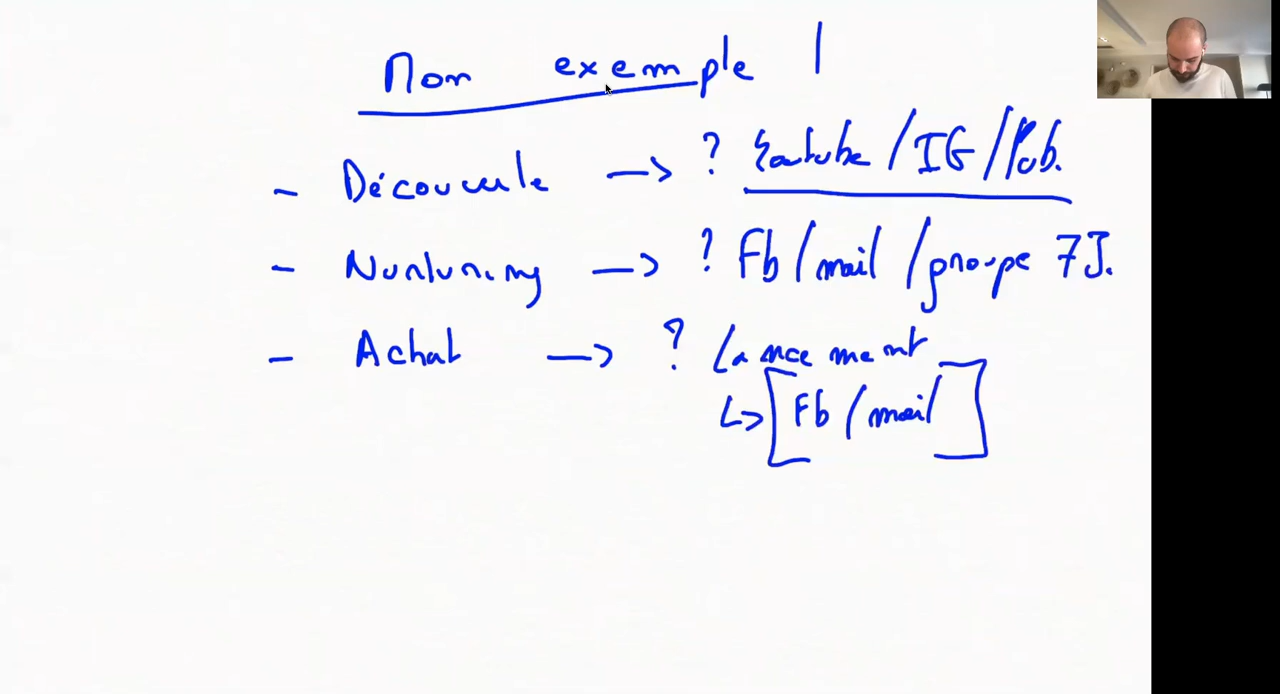 Mon exemple !
- Découverte → ? Youtube / IG / Pub.
- Nurturing → ? Fb / mail / groupe 7J.
- Achat → ? Lancement
↳ [Fb / mail]